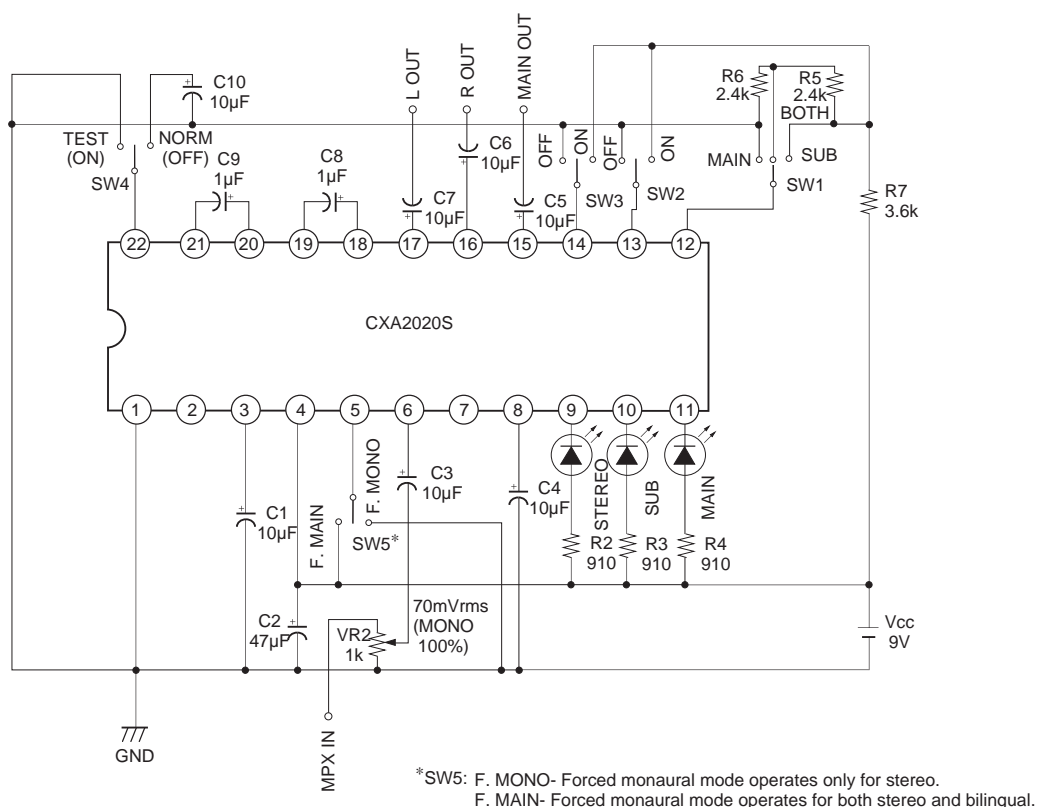 L OUT
R OUT
MAIN OUT
C10
10µF
R6
2.4k
R5
2.4k
BOTH
TEST
(ON)
NORM
(OFF)
SW4
C9
1µF
C8
1µF
C7
10µF
C6
10µF
C5
10µF
OFF
ON
SW3
OFF
ON
SW2
MAIN
SUB
SW1
R7
3.6k
22
21
20
19
18
17
16
15
14
13
12
CXA2020S
1
2
3
4
5
6
7
8
9
10
11
C1
10µF
F. MAIN
F. MONO
SW5*
C3
10µF
C4
10µF
STEREO
SUB
MAIN
R2
910
R3
910
R4
910
C2
47µF
VR2
1k
70mVrms
(MONO
100%)
Vcc
9V
GND
MPX IN
*SW5: F. MONO- Forced monaural mode operates only for stereo.
F. MAIN- Forced monaural mode operates for both stereo and bilingual.